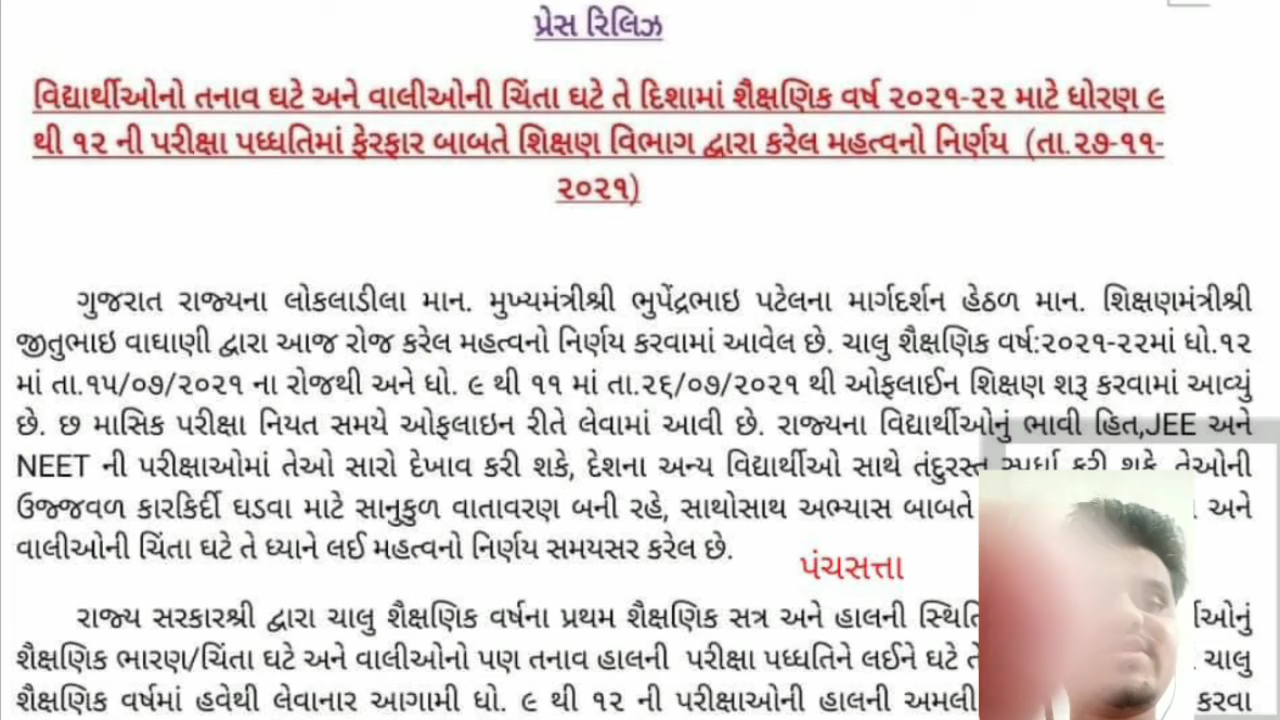 પ્રેસ રિલિઝ
વિદ્યાર્થીઓનો તનાવ ઘટે અને વાલીઓની ચિંતા ઘટે તે દિશામાં શૈક્ષણિક વર્ષ ૨૦૨૧-૨૨ માટે ધોરણ ૯
થી ૧૨ ની પરીક્ષા પધ્ધતિમાં ફેરફાર બાબતે શિક્ષણ વિભાગ દ્વારા કરેલ મહત્વનો નિર્ણય (તા.૨૭-૧૧-
૨૦૨૧)
ગુજરાત રાજ્યના લોકલાડીલા માન. મુખ્યમંત્રીશ્રી ભુપેંદ્રભાઇ પટેલના માર્ગદર્શન હેઠળ માન. શિક્ષણમંત્રીશ્રી
જીતુભાઇ વાઘાણી દ્વારા આજ રોજ કરેલ મહત્વનો નિર્ણય કરવામાં આવેલ છે. ચાલુ શૈક્ષણિક વર્ષ:૨૦૨૧-૨૨માં ધો.૧૨
માં તા.૧૫/૦૭/૨૦૨૧ ના રોજથી અને ધો. ૯ થી ૧૧ માં તા.૨૬/૦૭/૨૦૨૧ થી ઓફલાઈન શિક્ષણ શરૂ કરવામાં આવ્યું
છે. છ માસિક પરીક્ષા નિયત સમયે ઓફલાઇન રીતે લેવામાં આવી છે. રાજ્યના વિદ્યાર્થીઓનું ભાવી હિત,JEE અને
NEET ની પરીક્ષાઓમાં તેઓ સારો દેખાવ કરી શકે, દેશના અન્ય વિદ્યાર્થીઓ સાથે તંદુરસ્ત સ્પર્ધા કરી શકે, તેઓની
ઉજ્જવળ કારકિર્દી ઘડવા માટે સાનુકુળ વાતાવરણ બની રહે, સાથોસાથ અભ્યાસ બાબતે અને
વાલીઓની ચિંતા ઘટે તે ધ્યાને લઈ મહત્વનો નિર્ણય સમયસર કરેલ છે.
પંચસત્તા
રાજ્ય સરકારશ્રી દ્વારા ચાલુ શૈક્ષણિક વર્ષના પ્રથમ શૈક્ષણિક સત્ર અને હાલની
શૈક્ષણિક ભારણ/ચિંતા ઘટે અને વાલીઓનો પણ તનાવ હાલની પરીક્ષા પધ્ધતિને લઈને ઘટે ચાલુ
શૈક્ષણિક વર્ષમાં હવેથી લેવાનાર આગામી ધો. ૯ થી ૧૨ ની પરીક્ષાઓની હાલની કરવા